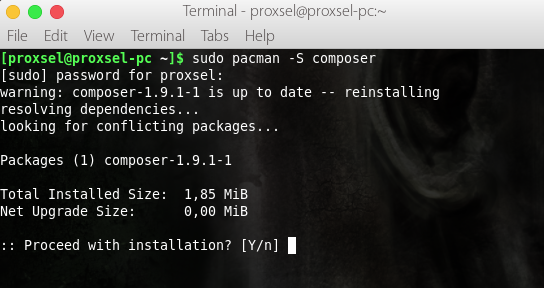 Terminal - proxsel@proxsel-pc:~
File Edit View Terminal Tabs Help
[proxsel@proxsel-pc ~]$ sudo pacman -S composer
[sudo] password for proxsel:
warning: composer-1.9.1-1 is up to date -- reinstalling
resolving dependencies...
looking for conflicting packages...
Packages (1) composer-1.9.1-1
Total Installed Size:  1,85 MiB
Net Upgrade Size:      0,00 MiB
:: Proceed with installation? [Y/n]